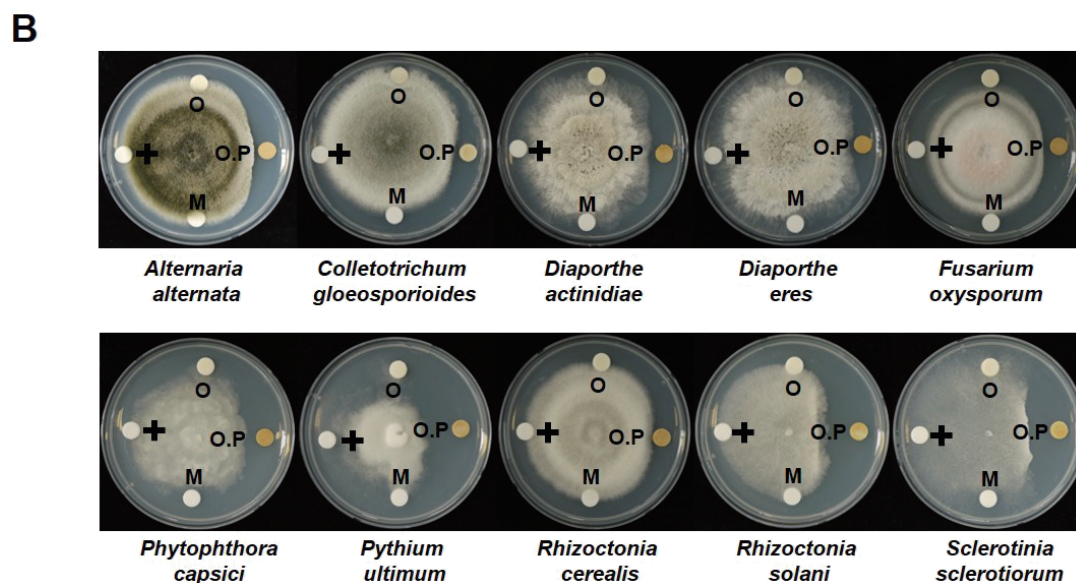 B
O
+
O.P
M
O
+
O.P
M
O
+
O.P
M
O
+
O.P
M
O
+
O.P
M
Alternaria
alternata
Colletotrichum
gloeosporioides
Diaporthe
actinidiae
Diaporthe
eres
Fusarium
oxysporum
O
+
O.P
M
O
+
O.P
M
O
+
O.P
M
O
+
O.P
M
O
+
O.P
M
Phytophthora
capsici
Pythium
ultimum
Rhizoctonia
cerealis
Rhizoctonia
solani
Sclerotinia
sclerotiorum